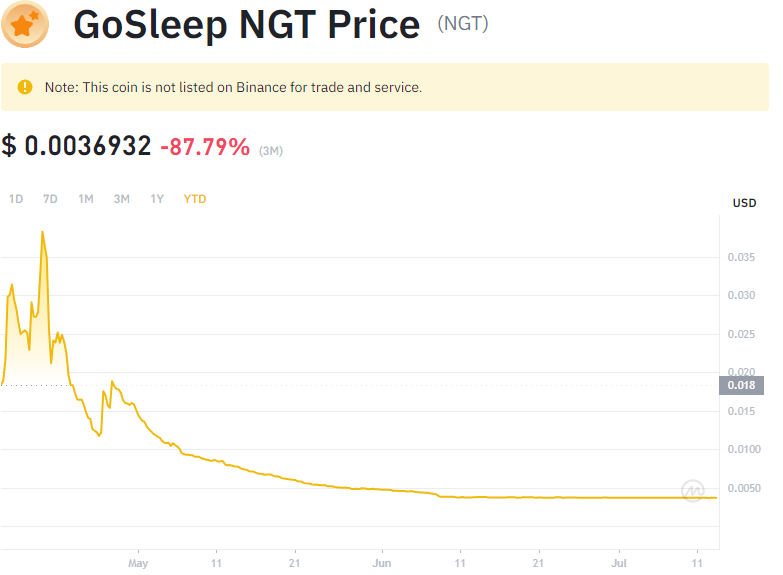 GoSleep NGT Price (NGT)
Note: This coin is not listed on Binance for trade and service.
$ 0.0036932 -87.79% (3M)
1D 7D 1M 3M 1Y YTD
USD
0.035
0.030
0.025
0.020
0.018
0.015
0.0100
0.0050
May 11 21 Jun 11 21 Jul 11